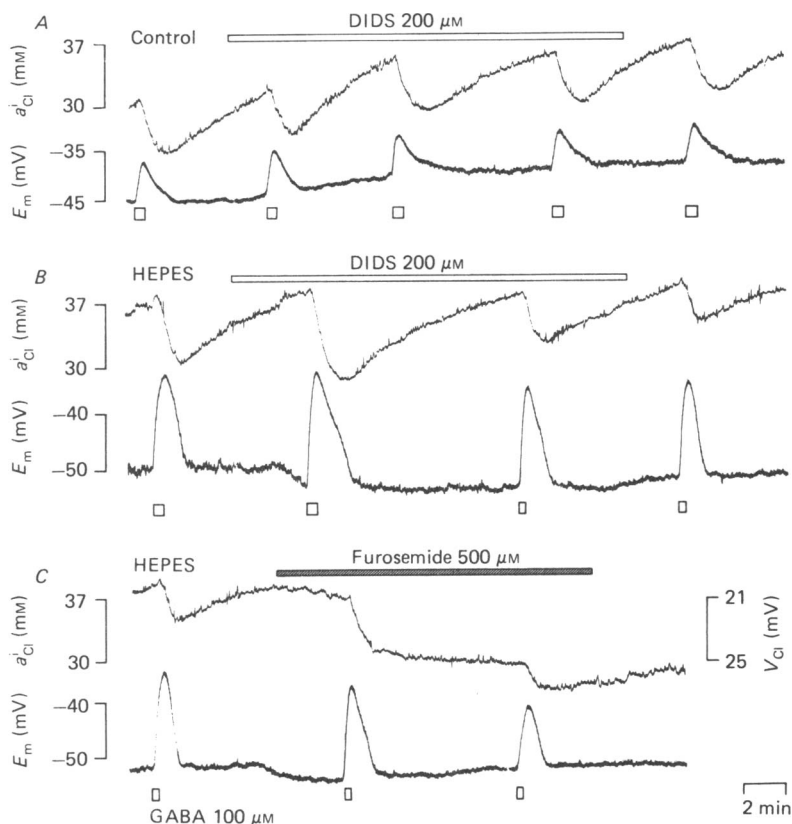 A
Control
DIDS 200 μM
37
30
a^i_Cl (mM)
−35
−45
E_m (mV)
B
HEPES
DIDS 200 μM
37
30
a^i_Cl (mM)
−40
−50
E_m (mV)
C
HEPES
Furosemide 500 μM
37
30
a^i_Cl (mM)
21
25
V_Cl (mV)
−40
−50
E_m (mV)
GABA 100 μM
2 min